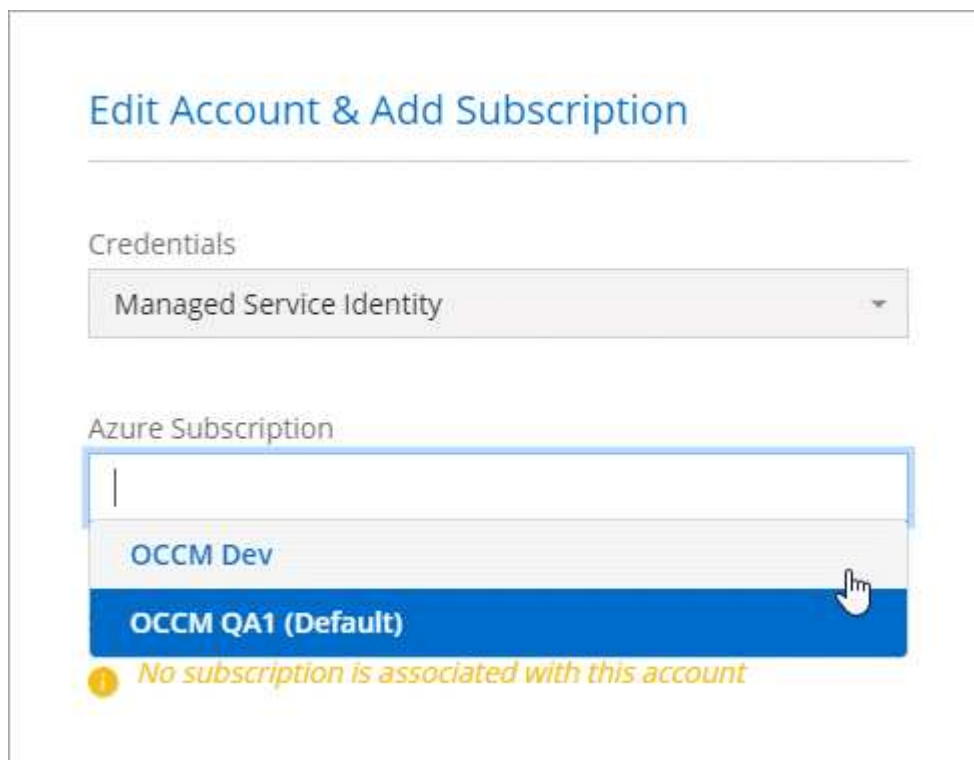 Edit Account & Add Subscription
Credentials
Managed Service Identity
Azure Subscription
OCCM Dev
OCCM QA1 (Default)
No subscription is associated with this account